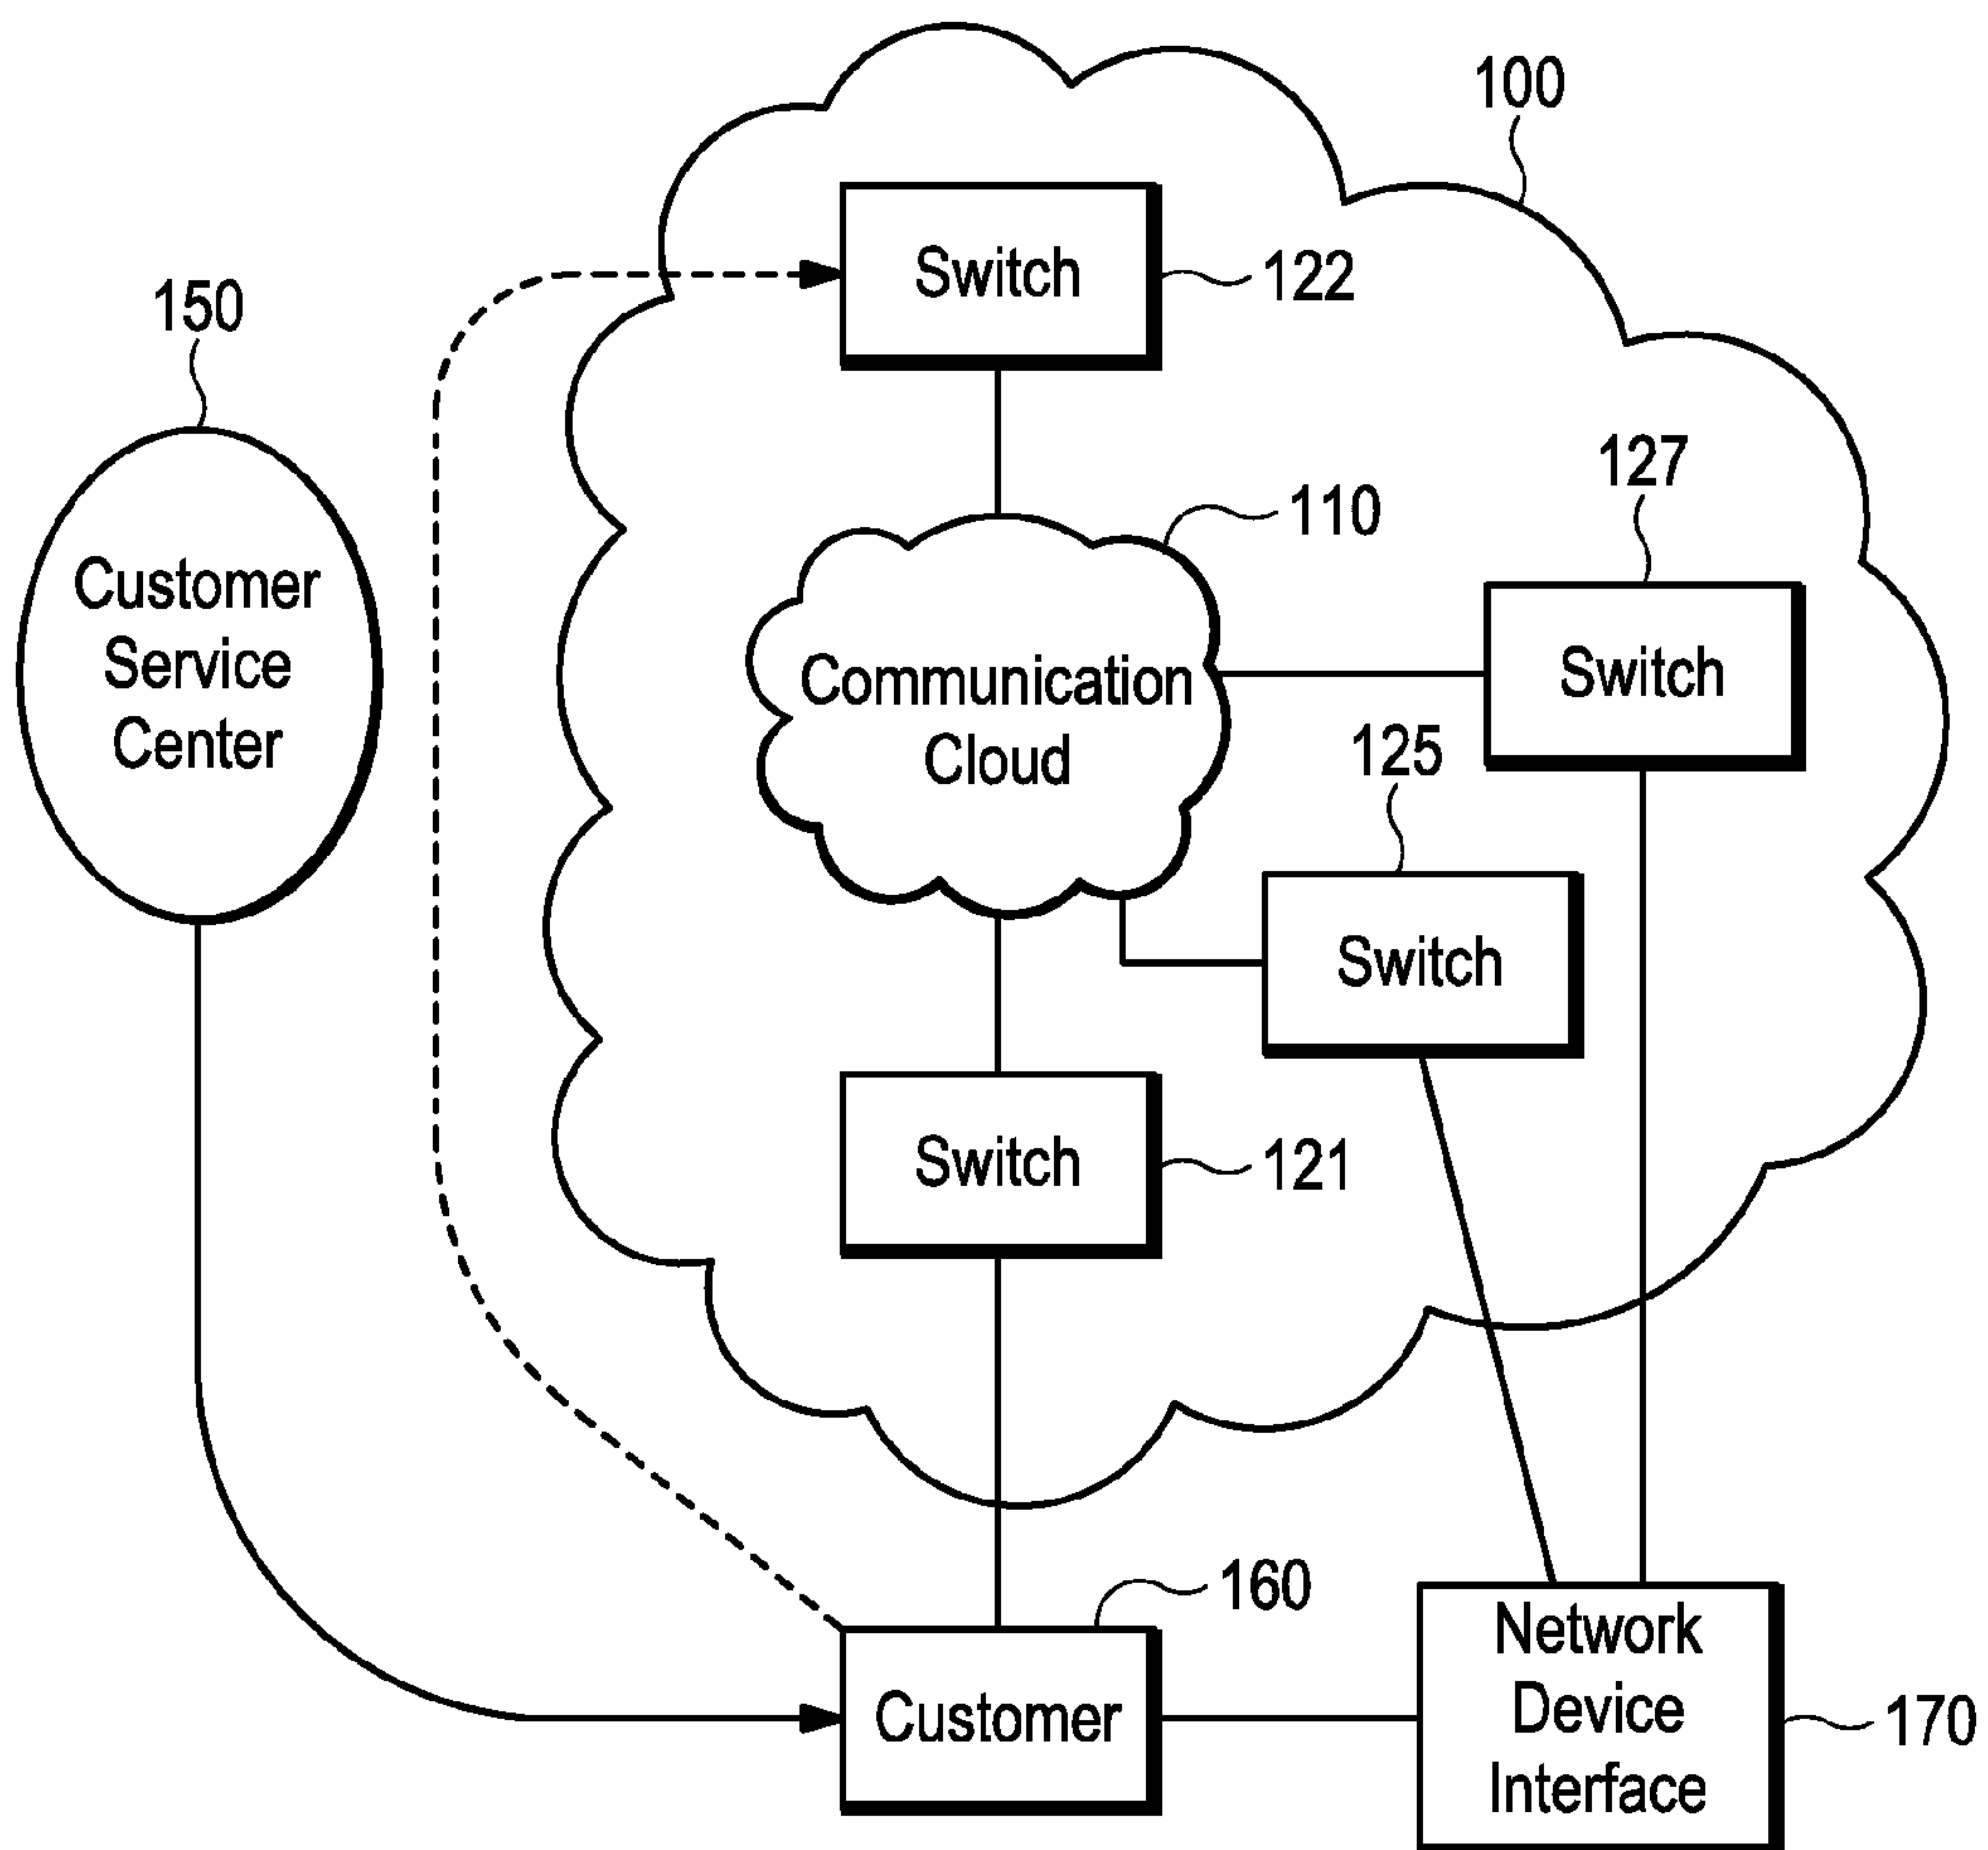 100
Switch
122
150
127
110
Customer
Service
Center
Communication
Cloud
Switch
125
Switch
Switch
121
160
Customer
Network
Device
Interface
170